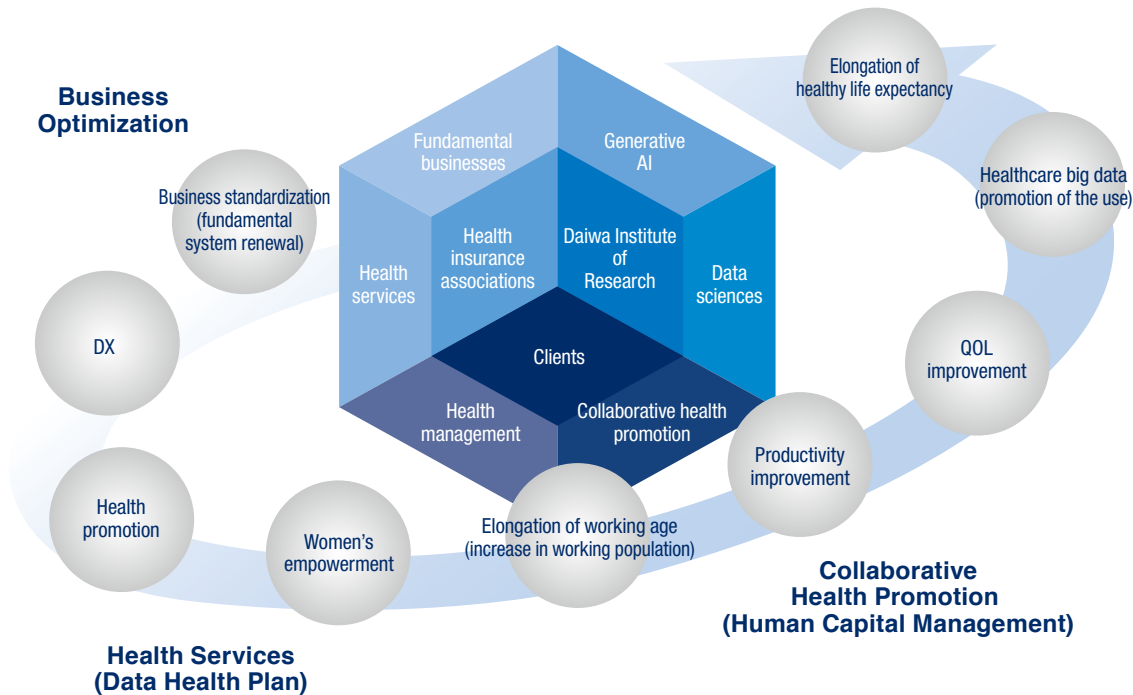 Business
Optimization
Business standardization
(fundamental
system renewal)
DX
Health
promotion
Women’s
empowerment
Health Services
(Data Health Plan)
Elongation of working age
(increase in working population)
Productivity
improvement
Collaborative
Health Promotion
(Human Capital Management)
QOL
improvement
Healthcare big data
(promotion of the use)
Elongation of
healthy life expectancy
Fundamental
businesses
Generative
AI
Health
services
Health
insurance
associations
Daiwa Institute
of
Research
Data
sciences
Clients
Health
management
Collaborative health
promotion